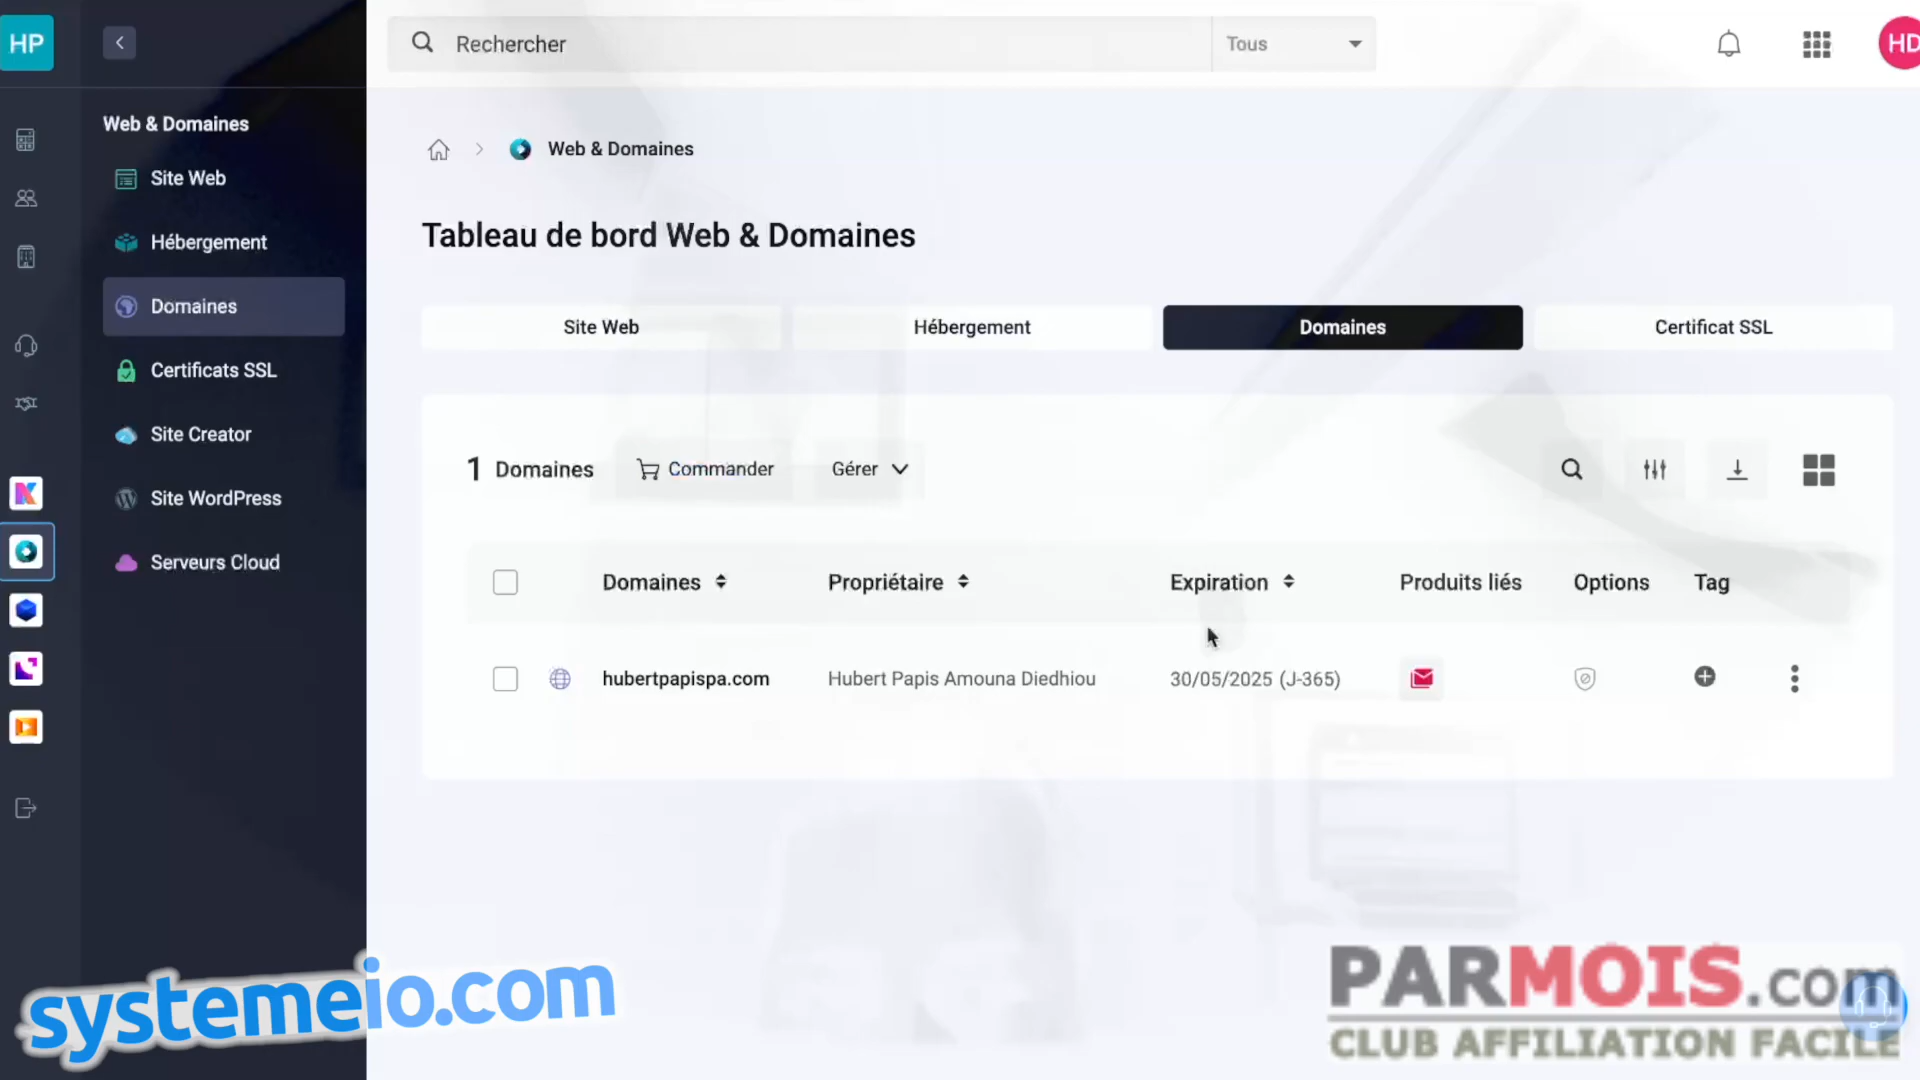 HP
Rechercher
Tous
HD
Web & Domaines
Site Web
Hébergement
Domaines
Certificats SSL
Site Creator
Site WordPress
Serveurs Cloud
Web & Domaines
Tableau de bord Web & Domaines
Site Web
Hébergement
Domaines
Certificat SSL
1 Domaines
Commander
Gérer
Domaines
Propriétaire
Expiration
Produits liés
Options
Tag
hubertpapispa.com
Hubert Papis Amouna Diedhiou
30/05/2025 (J-365)
systemeio.com
PARMOIS.com
CLUB AFFILIATION FACILE